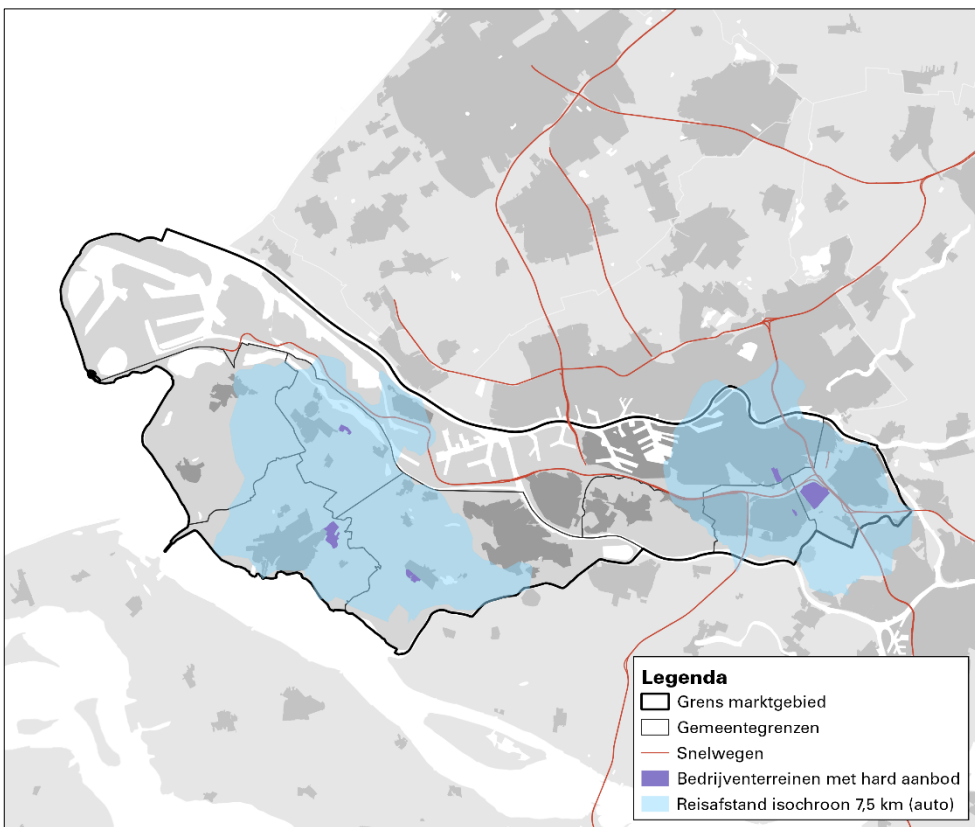 Legenda
Grens marktgebied
Gemeentegrenzen
Snelwegen
Bedrijventerreinen met hard aanbod
Reisafstand isochroon 7,5 km (auto)